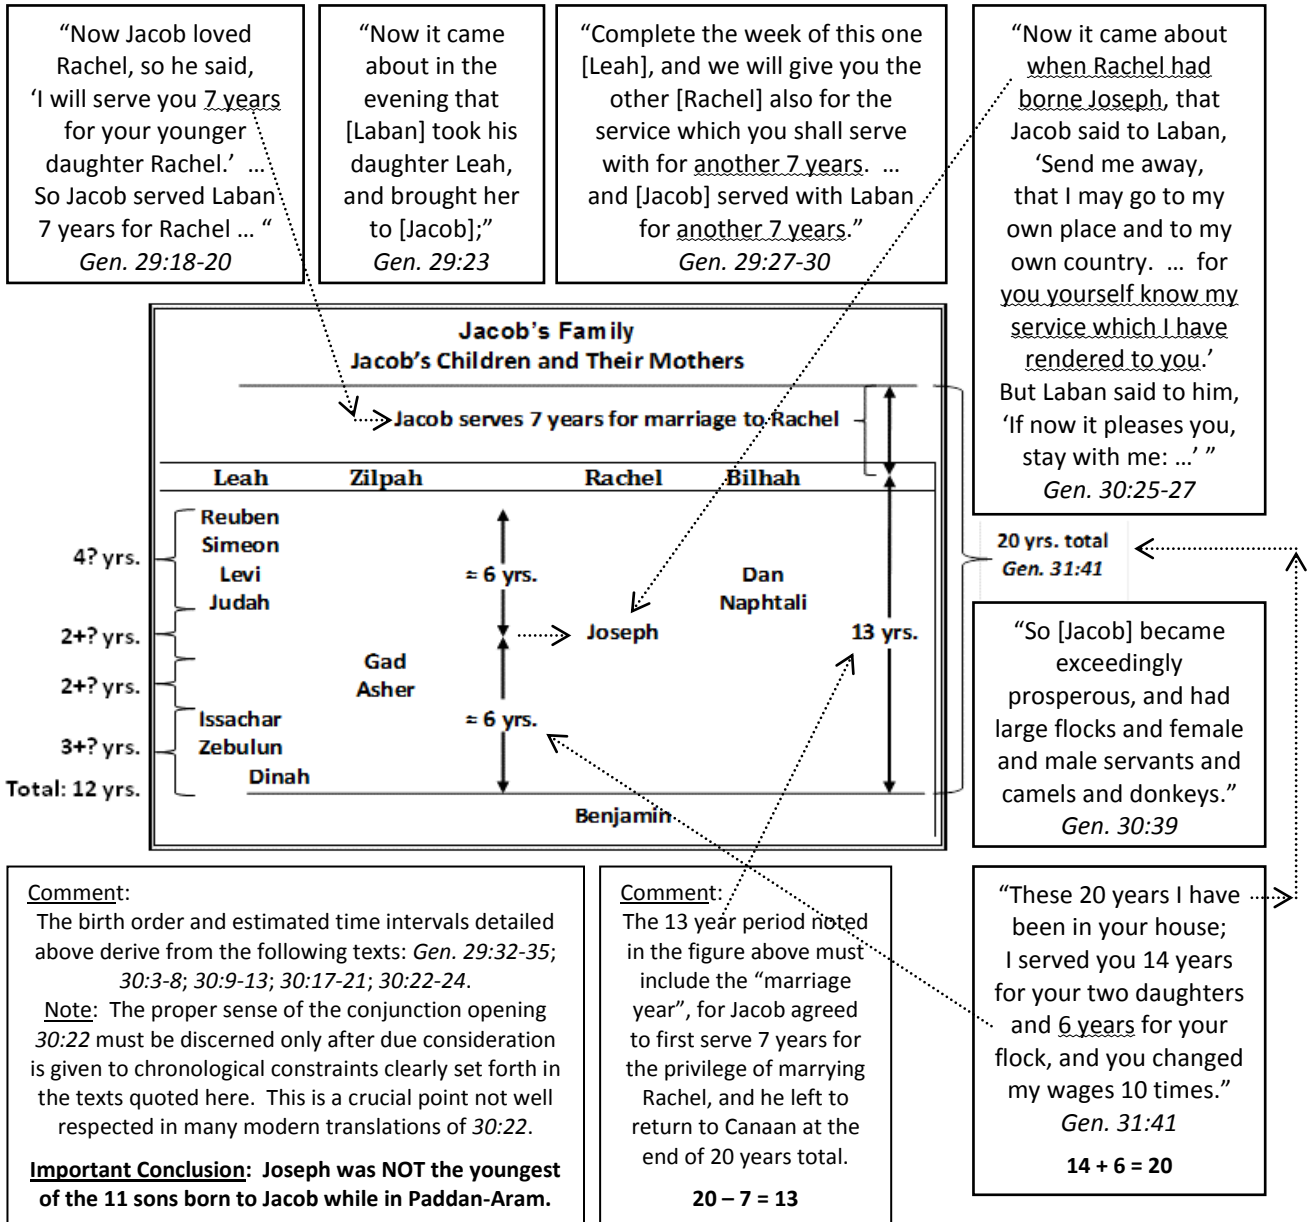 “Now Jacob loved
Rachel, so he said,
‘I will serve you 7 years
for your younger
daughter Rachel.’ …
So Jacob served Laban
7 years for Rachel … “
Gen. 29:18-20
“Now it came
about in the
evening that
[Laban] took his
daughter Leah,
and brought her
to [Jacob];”
Gen. 29:23
“Complete the week of this one
[Leah], and we will give you the
other [Rachel] also for the
service which you shall serve
with for another 7 years. …
and [Jacob] served with Laban
for another 7 years.”
Gen. 29:27-30
“Now it came about
when Rachel had
borne Joseph, that
Jacob said to Laban,
‘Send me away,
that I may go to my
own place and to my
own country. … for
you yourself know my
service which I have
rendered to you.’
But Laban said to him,
‘If now it pleases you,
stay with me: …’ ”
Gen. 30:25-27
Jacob’s Family
Jacob’s Children and Their Mothers
Jacob serves 7 years for marriage to Rachel
Leah Zilpah Rachel Bilhah
Reuben
Simeon
4? yrs.
Levi
Judah
≈ 6 yrs.
Dan
Naphtali
20 yrs. total
Gen. 31:41
2+? yrs.
Joseph
13 yrs.
Gad
2+? yrs.
Asher
Issachar
≈ 6 yrs.
3+? yrs.
Zebulun
Dinah
Total: 12 yrs.
Benjamin
“So [Jacob] became
exceedingly
prosperous, and had
large flocks and female
and male servants and
camels and donkeys.”
Gen. 30:39
Comment:
The birth order and estimated time intervals detailed
above derive from the following texts: Gen. 29:32-35;
30:3-8; 30:9-13; 30:17-21; 30:22-24.
Note: The proper sense of the conjunction opening
30:22 must be discerned only after due consideration
is given to chronological constraints clearly set forth in
the texts quoted here. This is a crucial point not well
respected in many modern translations of 30:22.
Important Conclusion: Joseph was NOT the youngest
of the 11 sons born to Jacob while in Paddan-Aram.
Comment:
The 13 year period noted
in the figure above must
include the “marriage
year”, for Jacob agreed
to first serve 7 years for
the privilege of marrying
Rachel, and he left to
return to Canaan at the
end of 20 years total.
20 – 7 = 13
“These 20 years I have
been in your house;
I served you 14 years
for your two daughters
and 6 years for your
flock, and you changed
my wages 10 times.”
Gen. 31:41
14 + 6 = 20